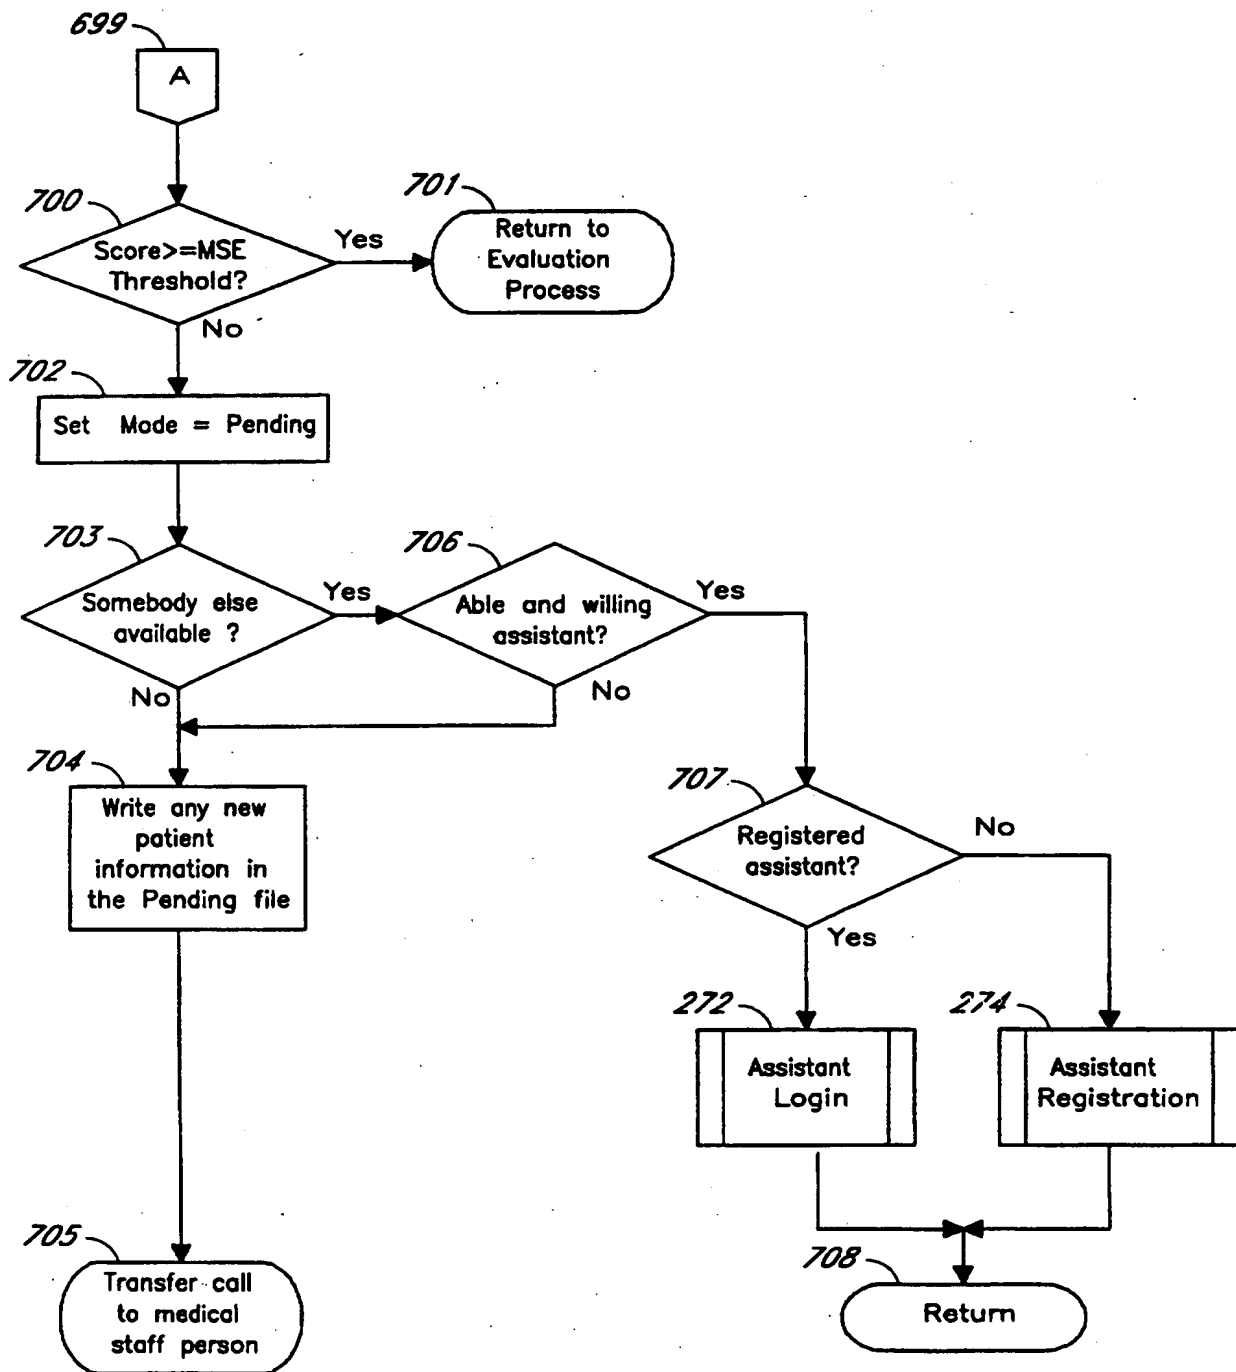 699
A
700
Score>=MSE
Threshold?
Yes
No
701
Return to
Evaluation
Process
702
Set Mode = Pending
703
Somebody else
available ?
Yes
No
706
Able and willing
assistant?
Yes
No
704
Write any new
patient
information in
the Pending file
707
Registered
assistant?
No
Yes
272
Assistant
Login
274
Assistant
Registration
705
Transfer call
to medical
staff person
708
Return